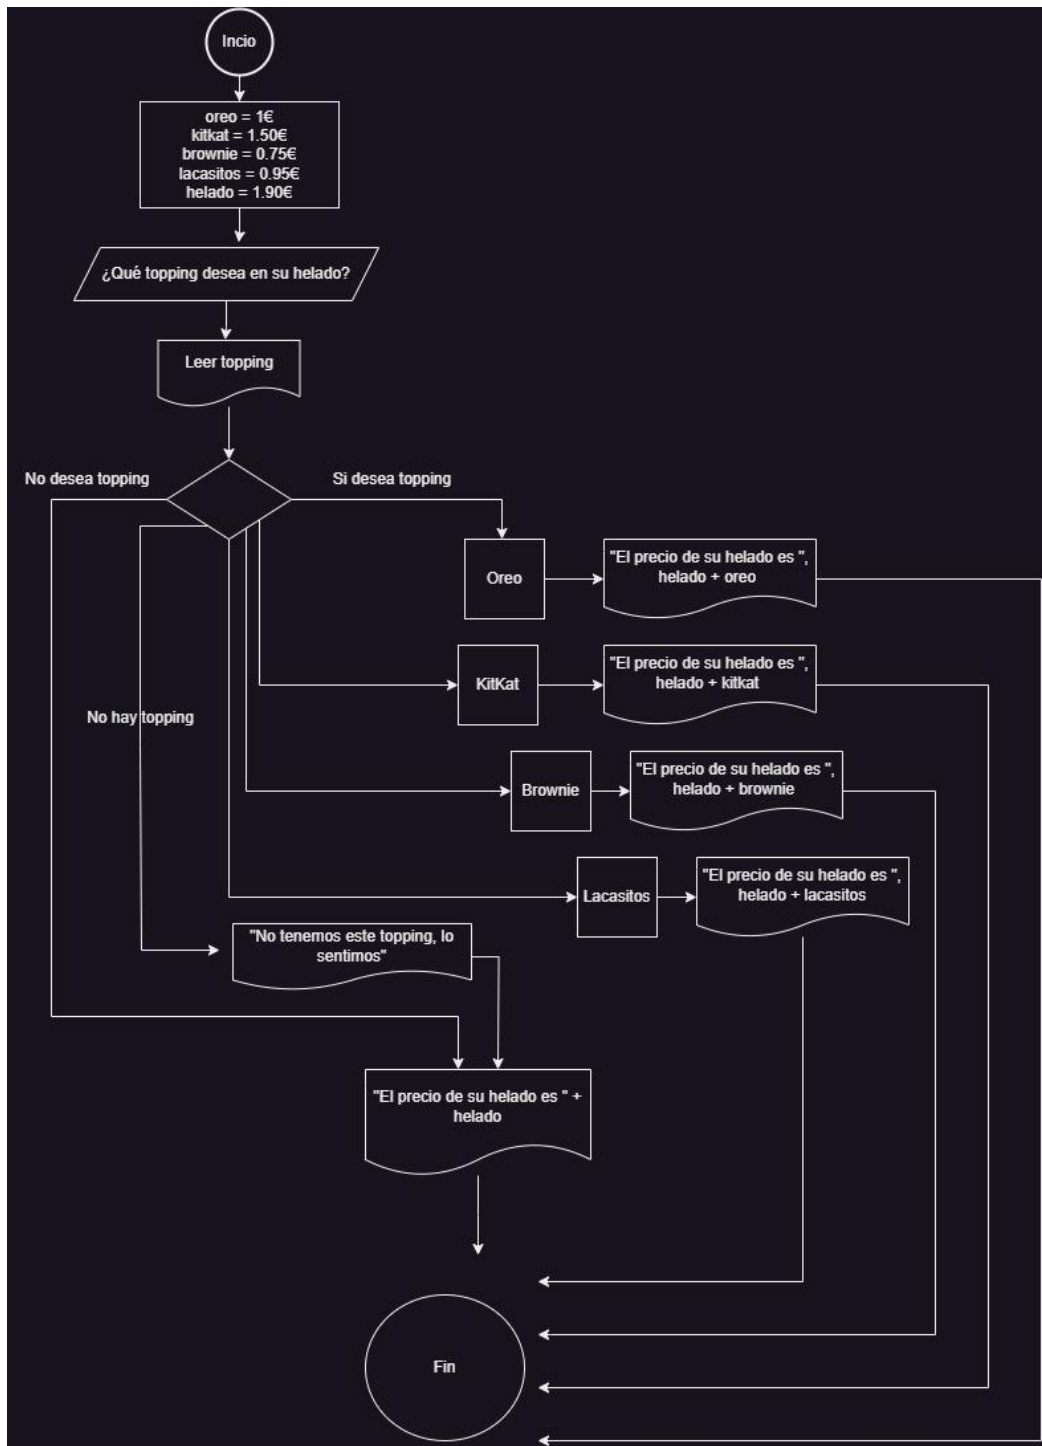 Incio
oreo = 1€
kitkat = 1.50€
brownie = 0.75€
lacasitos = 0.95€
helado = 1.90€
¿Qué topping desea en su helado?
Leer topping
No desea topping
Si desea topping
Oreo
"El precio de su helado es ",
helado + oreo
KitKat
"El precio de su helado es ",
helado + kitkat
No hay topping
Brownie
"El precio de su helado es ",
helado + brownie
Lacasitos
"El precio de su helado es ",
helado + lacasitos
"No tenemos este topping, lo
sentimos"
"El precio de su helado es " +
helado
Fin